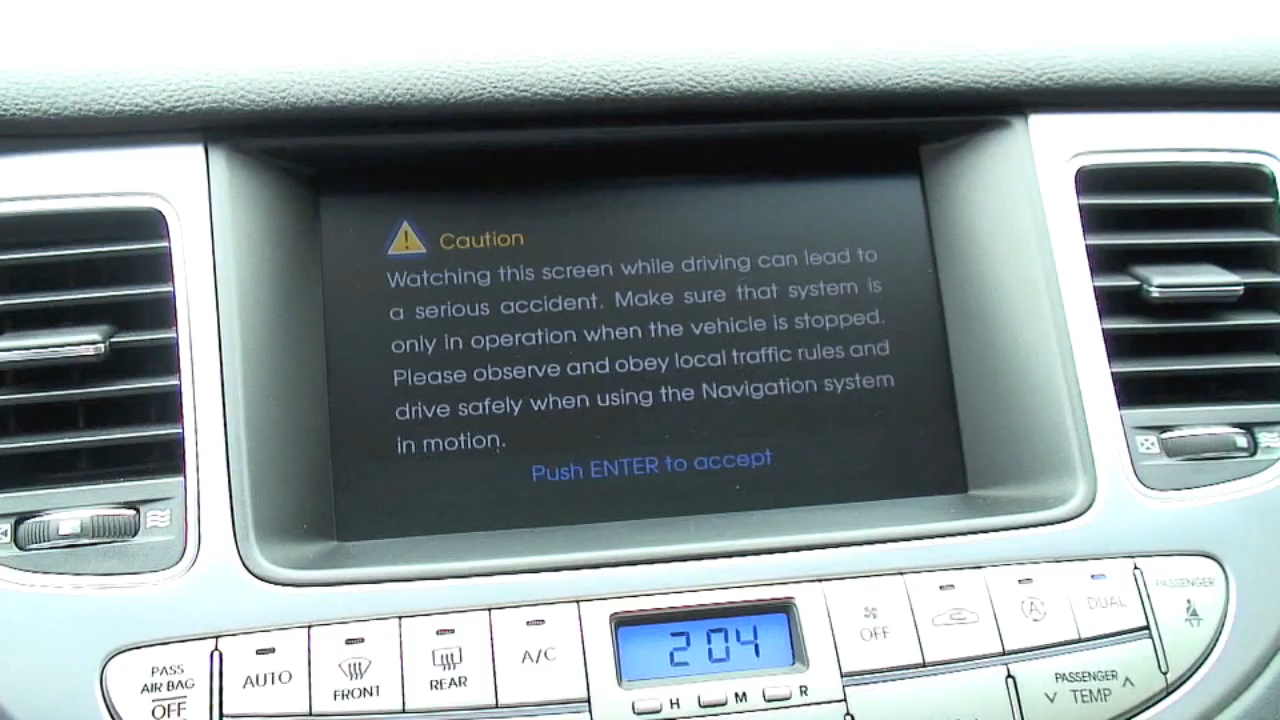 Caution
Watching this screen while driving can lead to
a serious accident. Make sure that system is
only in operation when the vehicle is stopped.
Please observe and obey local traffic rules and
drive safely when using the Navigation system
in motion.
Push ENTER to accept
PASS
AIR BAG
OFF
AUTO
FRONT
REAR
A/C
2 04
H M R
OFF
A
DUAL
PASSENGER
PASSENGER
TEMP